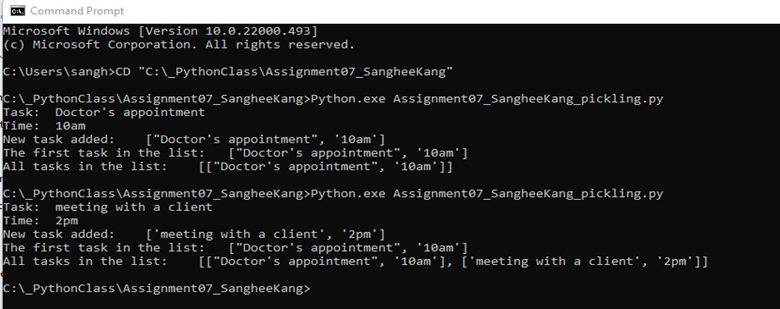 Command Prompt
Microsoft Windows [Version 10.0.22000.493]
(c) Microsoft Corporation. All rights reserved.
C:\Users\sangh>CD "C:\_PythonClass\Assignment07_SangheeKang"
C:\_PythonClass\Assignment07_SangheeKang>Python.exe Assignment07_SangheeKang_pickling.py
Task:  Doctor's appointment
Time:  10am
New task added:    ["Doctor's appointment", '10am']
The first task in the list:   ["Doctor's appointment", '10am']
All tasks in the list:    [["Doctor's appointment", '10am']]
C:\_PythonClass\Assignment07_SangheeKang>Python.exe Assignment07_SangheeKang_pickling.py
Task:  meeting with a client
Time:  2pm
New task added:    ['meeting with a client', '2pm']
The first task in the list:   ["Doctor's appointment", '10am']
All tasks in the list:    [["Doctor's appointment", '10am'], ['meeting with a client', '2pm']]
C:\_PythonClass\Assignment07_SangheeKang>